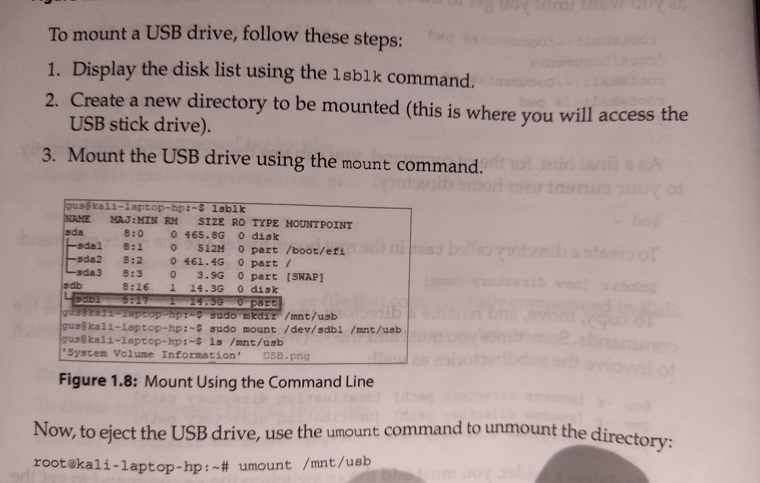 To mount a USB drive, follow these steps:
1. Display the disk list using the lsblk command.
2. Create a new directory to be mounted (this is where you will access the
USB stick drive).
3. Mount the USB drive using the mount command.
gus@kali-laptop-hp:~$ lsblk
NAME MAJ:MIN RM SIZE RO TYPE MOUNTPOINT
sda 8:0 0 465.8G 0 disk
├─sda1 8:1 0 512M 0 part /boot/efi
├─sda2 8:2 0 461.4G 0 part /
└─sda3 8:3 0 3.9G 0 part [SWAP]
sdb 8:16 1 14.3G 0 disk
└─sdb1 8:17 1 14.3G 0 part
gus@kali-laptop-hp:~$ sudo mkdir /mnt/usb
gus@kali-laptop-hp:~$ sudo mount /dev/sdb1 /mnt/usb
gus@kali-laptop-hp:~$ ls /mnt/usb
'System Volume Information' USB.png
Figure 1.8: Mount Using the Command Line
Now, to eject the USB drive, use the umount command to unmount the directory:
root@kali-laptop-hp:~# umount /mnt/usb